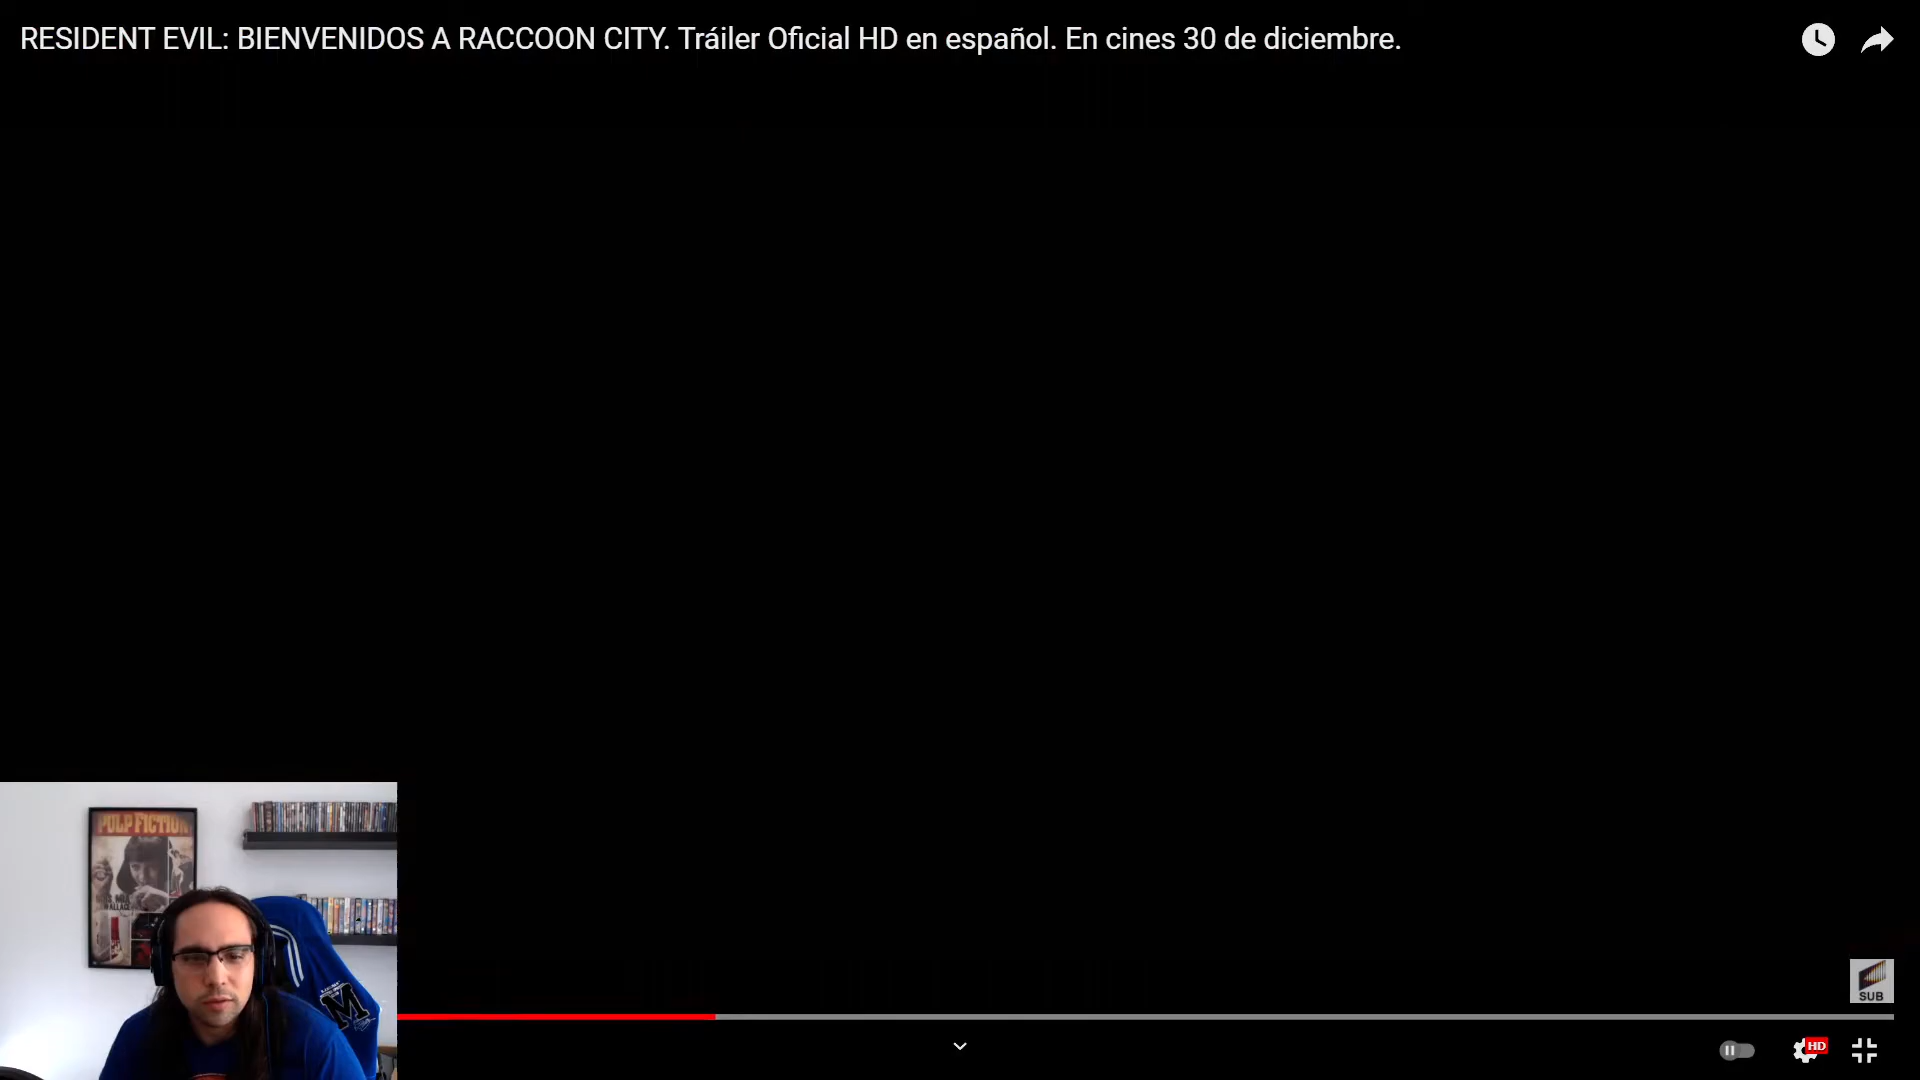 RESIDENT EVIL: BIENVENIDOS A RACCOON CITY. Tráiler Oficial HD en español. En cines 30 de diciembre.
PULP FICTION
WALLACE
M
SUB
HD